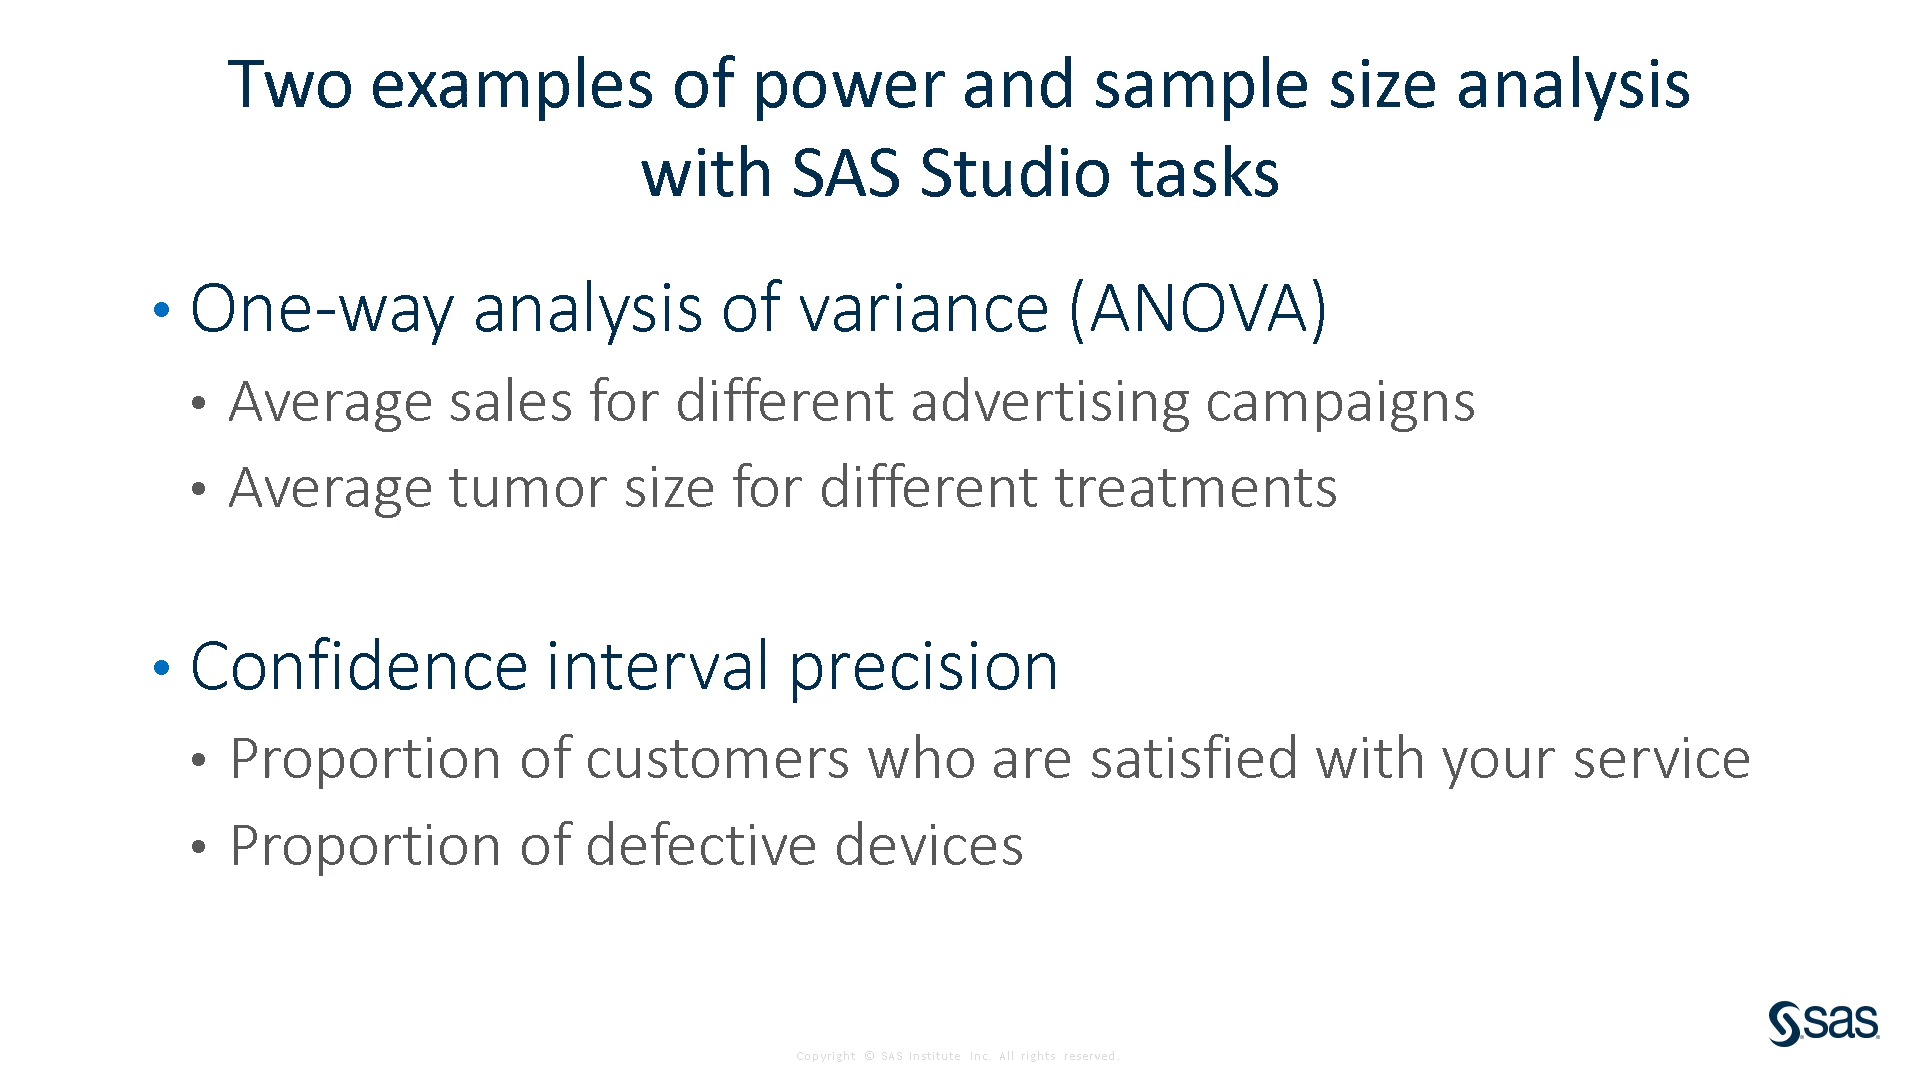 Two examples of power and sample size analysis
with SAS Studio tasks
• One-way analysis of variance (ANOVA)
• Average sales for different advertising campaigns
• Average tumor size for different treatments
• Confidence interval precision
• Proportion of customers who are satisfied with your service
• Proportion of defective devices
sas
Copyright © SAS Institute Inc. All rights reserved.